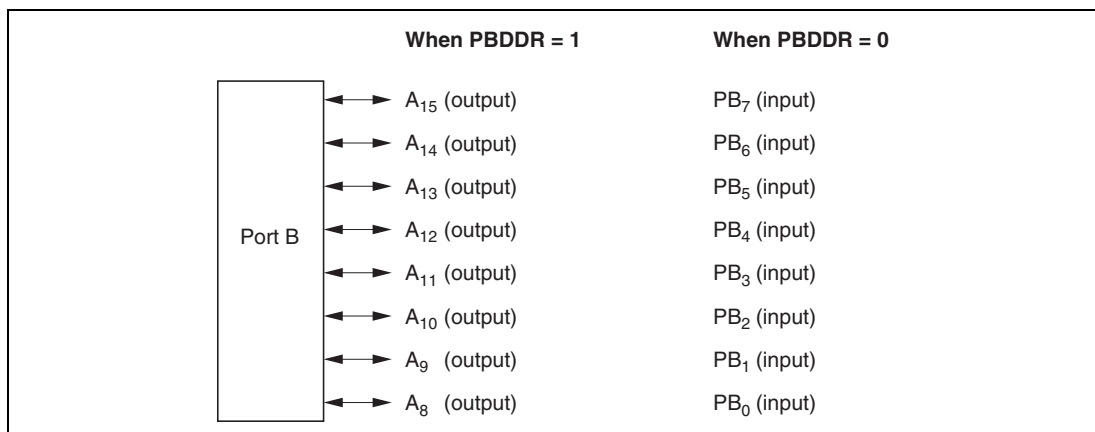 When PBDDR = 1 When PBDDR = 0
A15 (output) PB7 (input)
A14 (output) PB6 (input)
A13 (output) PB5 (input)
Port B A12 (output) PB4 (input)
A11 (output) PB3 (input)
A10 (output) PB2 (input)
A9 (output) PB1 (input)
A8 (output) PB0 (input)